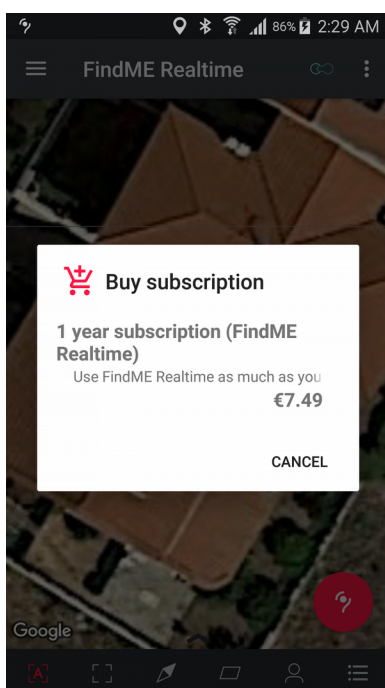 86% 2:29 AM
FindME Realtime
Buy subscription
1 year subscription (FindME
Realtime)
Use FindME Realtime as much as you
€7.49
CANCEL
Google
[A]